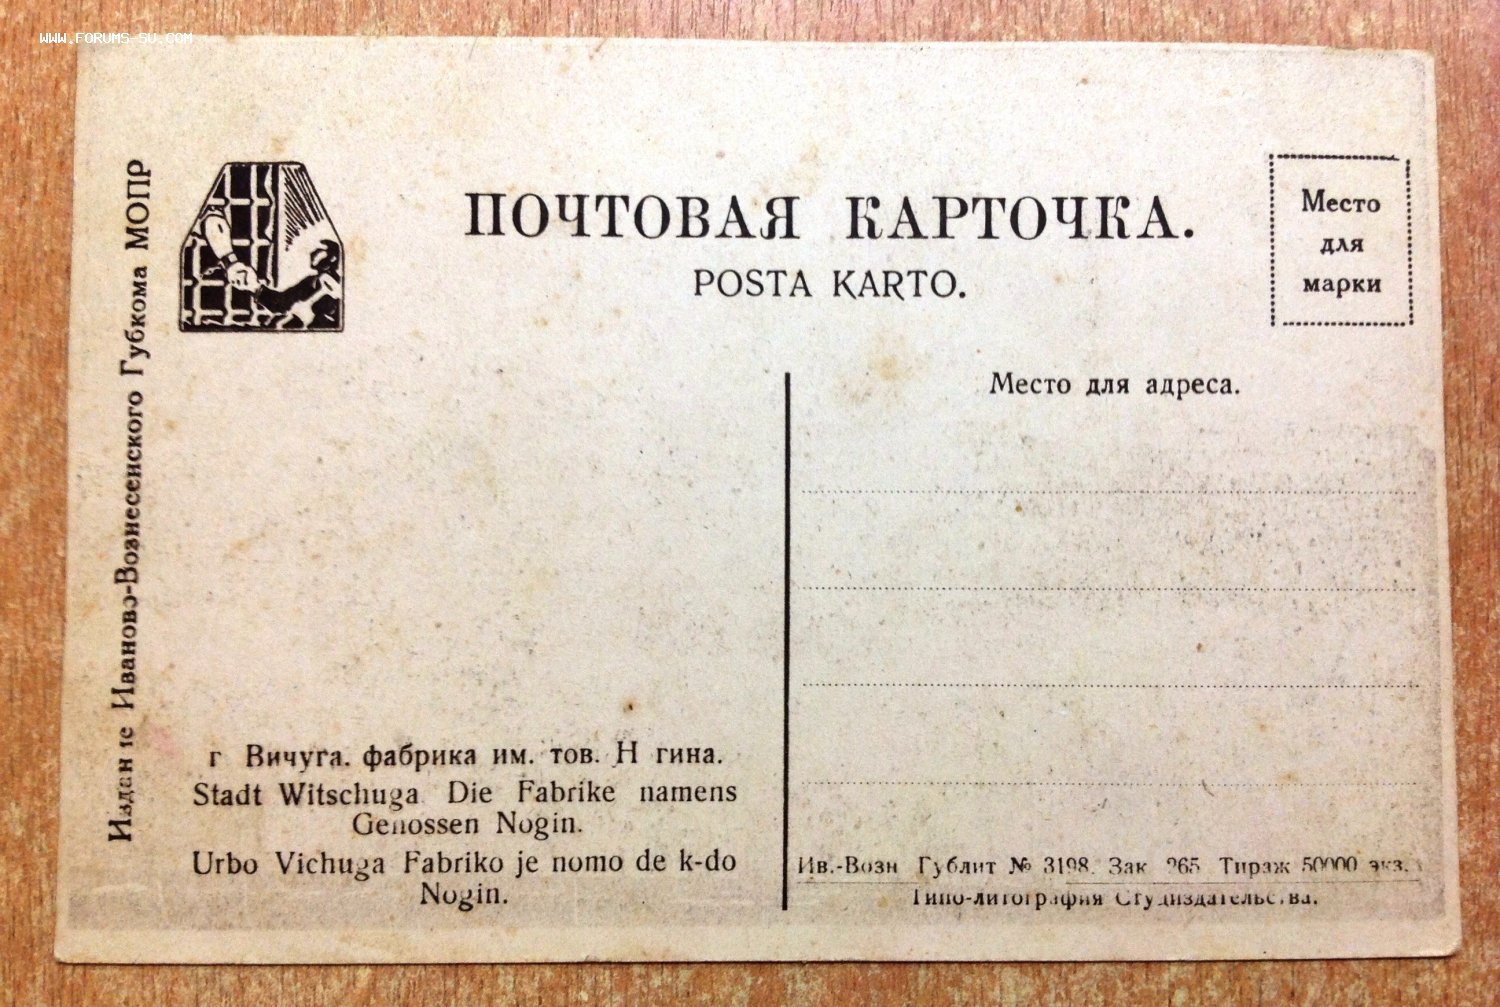 WWW.FORUMS-SU.COM
Издание Иваново-Вознесенского Губкома МОПР
ПОЧТОВАЯ КАРТОЧКА.
POSTA KARTO.
Место
для
марки
Место для адреса.
г Вичуга. фабрика им. тов. Н гина.
Stadt Witschuga Die Fabrike namens
Genossen Nogin.
Urbo Vichuga Fabriko je nomo de k-do
Nogin.
Ив.-Возн Гублит № 3198. Зак 265 Тираж 50000 экз.
Типо-литография Студиздательства.